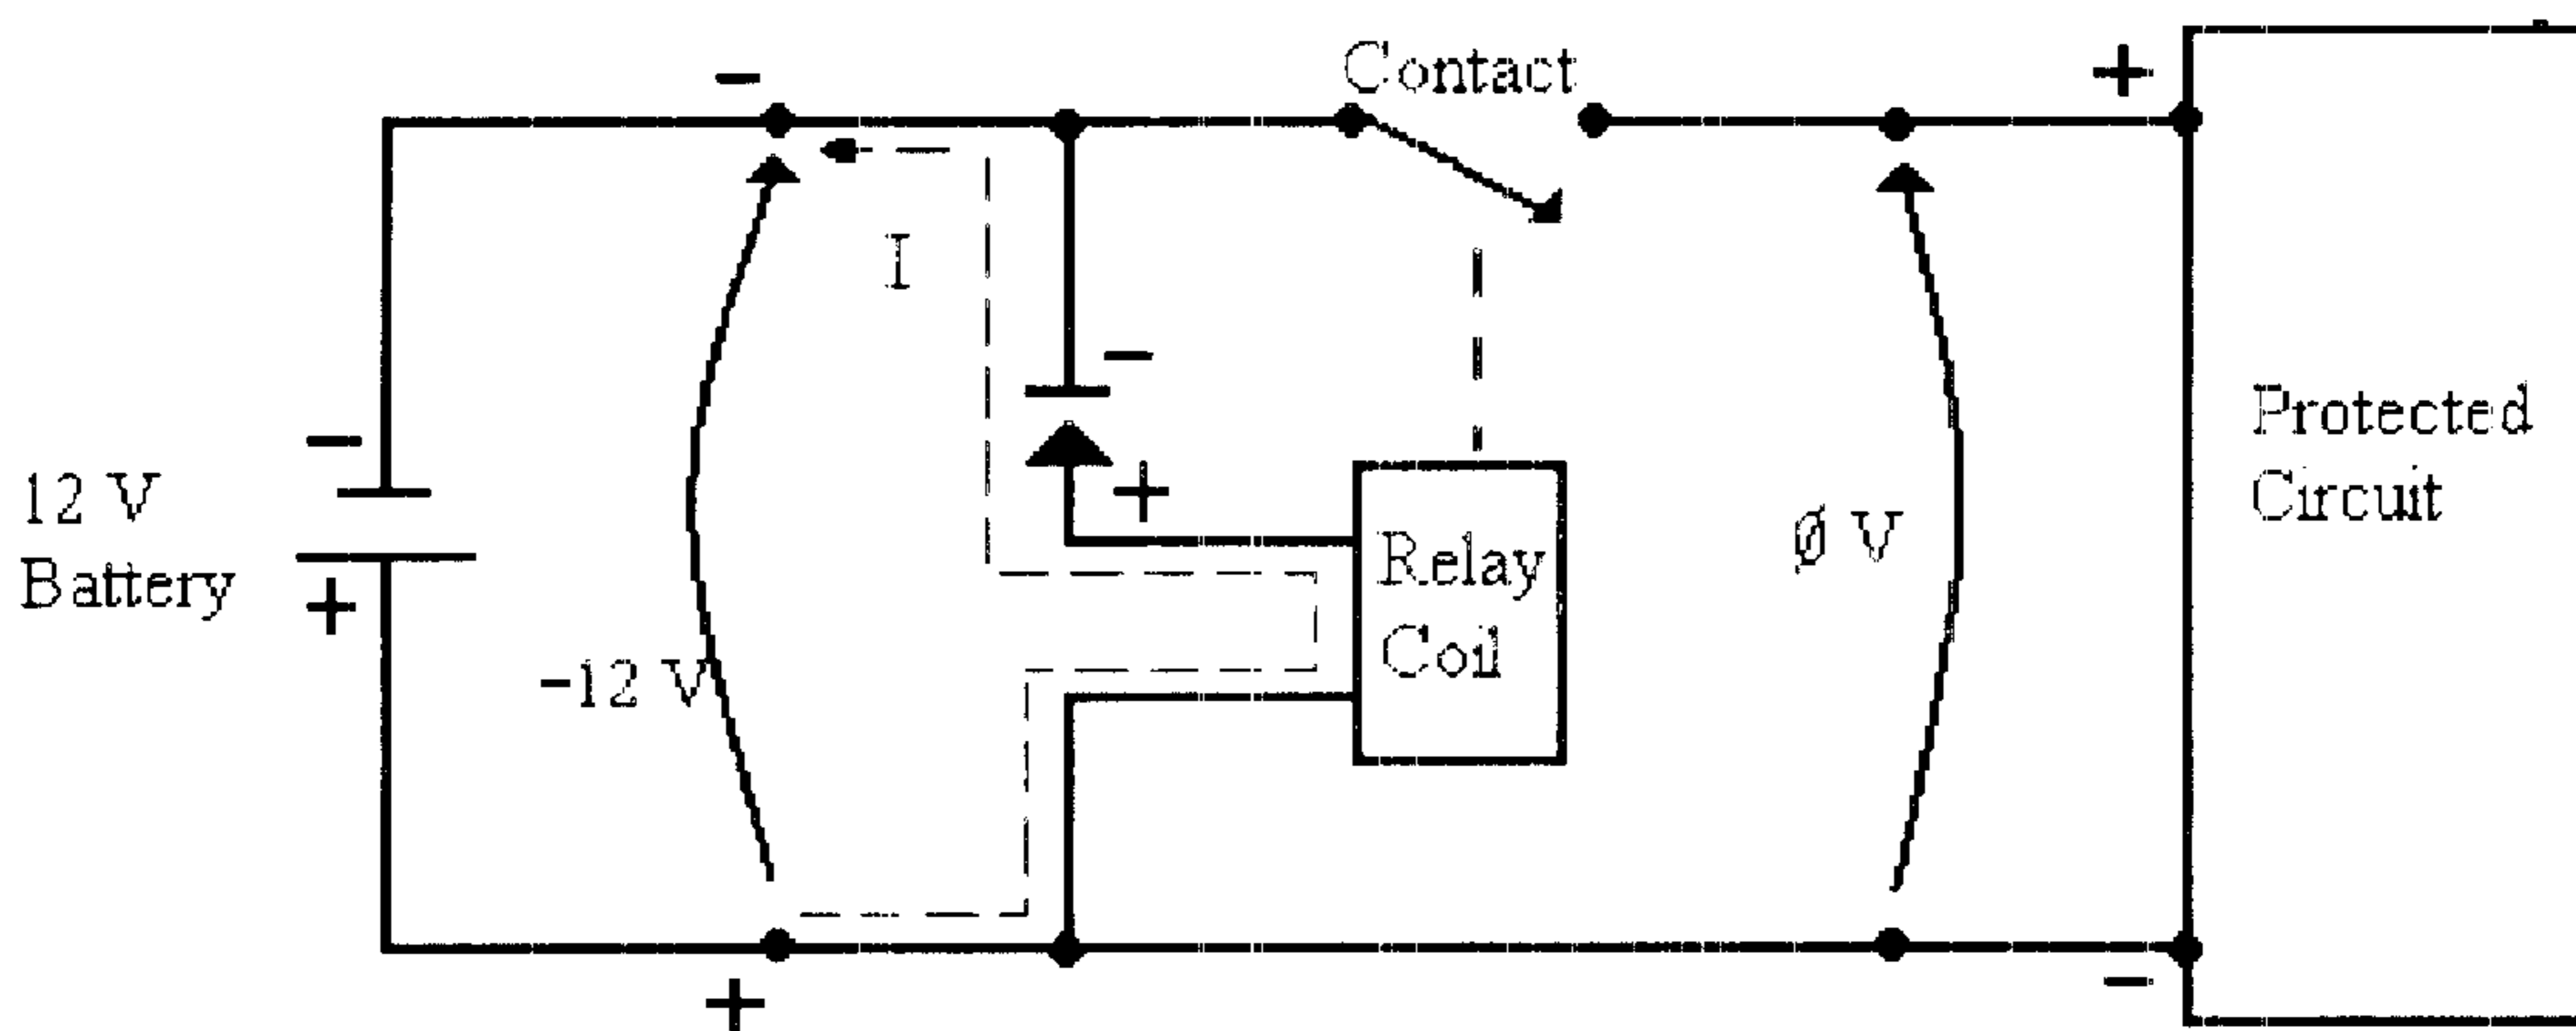 Contact
-
+
I
-
-
+
12 V
Battery
+
-12 V
Relay
Coil
Ø V
Protected
Circuit
+
-